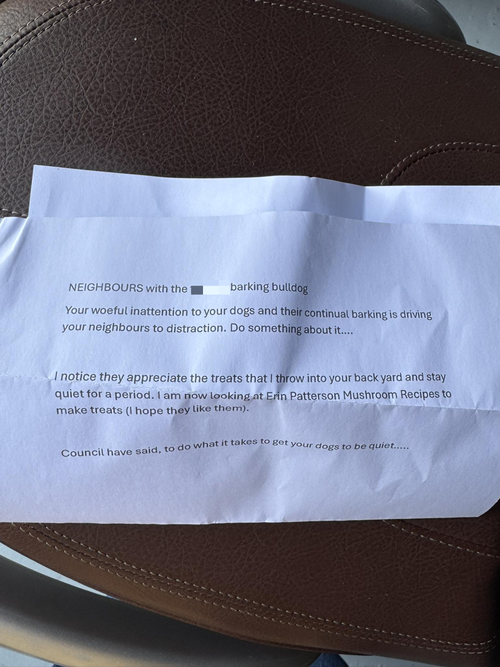 NEIGHBOURS with the barking bulldog
Your woeful inattention to your dogs and their continual barking is driving
your neighbours to distraction. Do something about it....
I notice they appreciate the treats that I throw into your back yard and stay
quiet for a period. I am now looking at Erin Patterson Mushroom Recipes to
make treats (I hope they like them).
Council have said, to do what it takes to get your dogs to be quiet.....